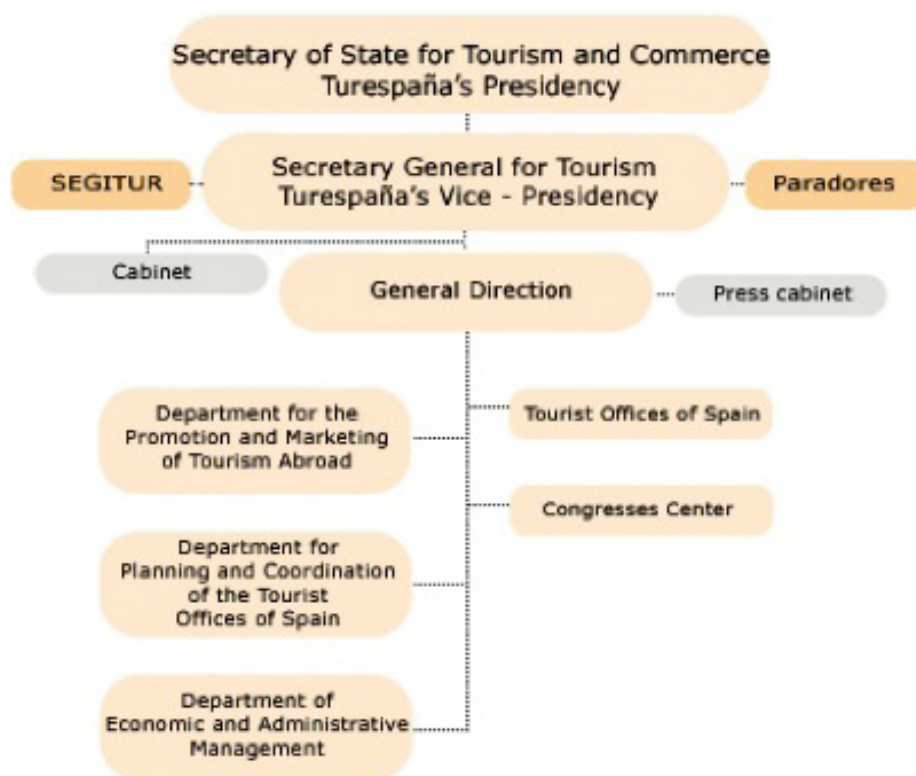 Secretary of State for Tourism and Commerce
Turespaña's Presidency
SEGITUR
Secretary General for Tourism
Turespaña's Vice - Presidency
Paradores
Cabinet
General Direction
Press cabinet
Department for the
Promotion and Marketing
of Tourism Abroad
Tourist Offices of Spain
Congresses Center
Department for
Planning and Coordination
of the Tourist
Offices of Spain
Department of
Economic and Administrative
Management